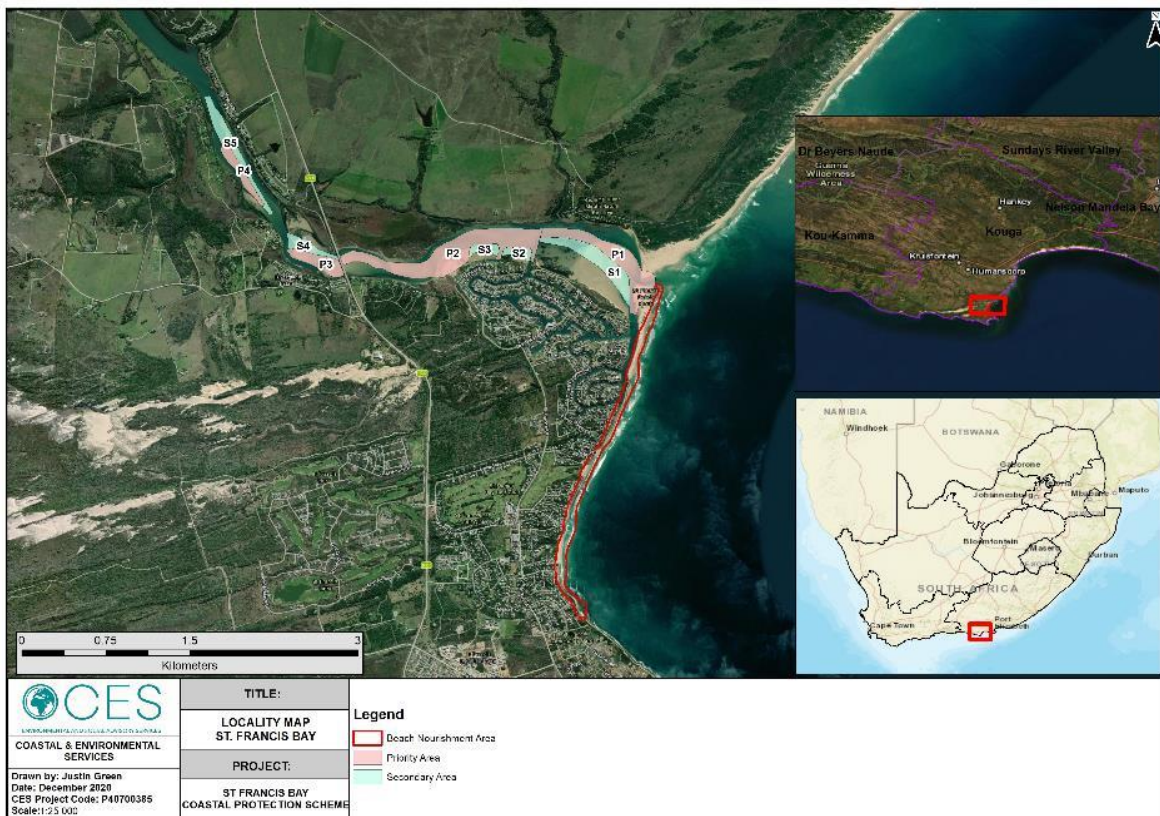 N
S5
P4
S4
P3
P2
S3
S2
P1
S1
0 0.75 1.5 3
Kilometers
Dr Beyers Naude
Wilderness
Area
Sundays River Valley
Hankey
Nelson Mandela Bay
Kou-Kamma
Kouga
Humansdorp
NAMIBIA
Windhoek
BOTSWANA
Gaborone
Pretoria
Johannesburg
Mbabane
Maputo
Bloemfontein
Maseru
Durban
SOUTH AFRICA
Cape Town
Port
CES
COASTAL & ENVIRONMENTAL
SERVICES
Drawn by: Justin Green
Date: December 2020
CES Project Code: P40700385
Scale:1:25 000
TITLE:
LOCALITY MAP
ST. FRANCIS BAY
PROJECT:
ST FRANCIS BAY
COASTAL PROTECTION SCHEME
Legend
Beach Nourishment Area
Priority Area
Secondary Area